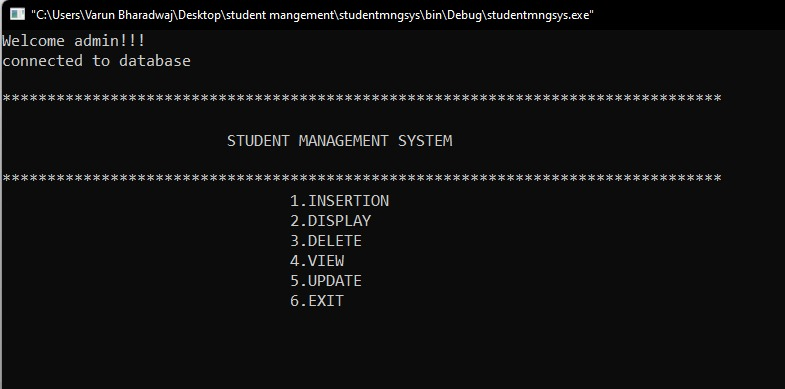 "C:\Users\Varun Bharadwaj\Desktop\student mangement\studentmngsys\bin\Debug\studentmngsys.exe"
Welcome admin!!!
connected to database
********************************************************************************
STUDENT MANAGEMENT SYSTEM
********************************************************************************
1.INSERTION
2.DISPLAY
3.DELETE
4.VIEW
5.UPDATE
6.EXIT